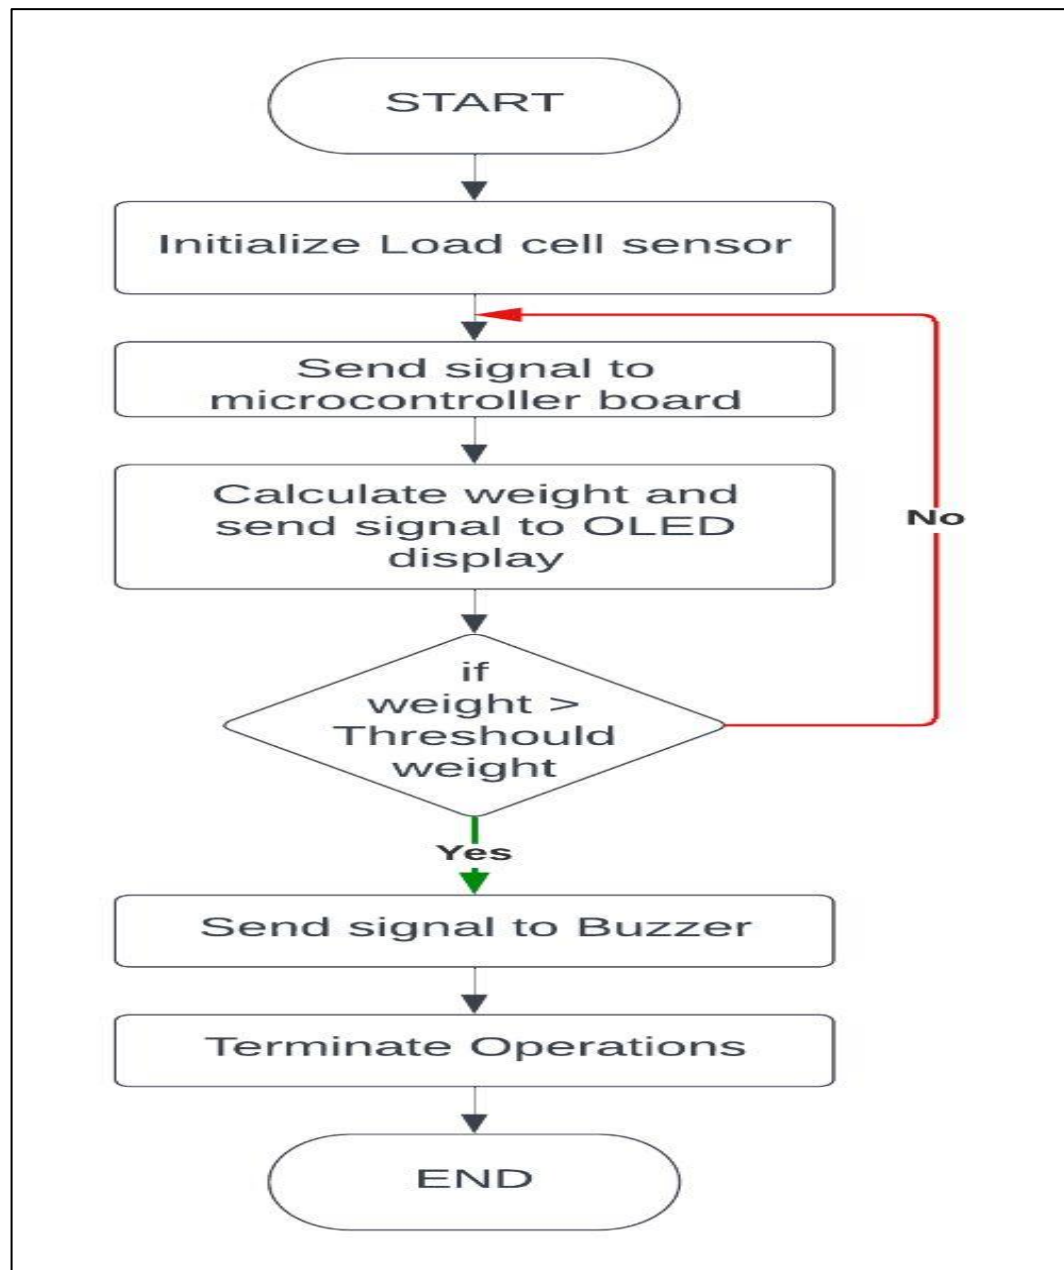 START
Initialize Load cell sensor
Send signal to
microcontroller board
Calculate weight and
send signal to OLED
display
No
if
weight >
Threshould
weight
Yes
Send signal to Buzzer
Terminate Operations
END